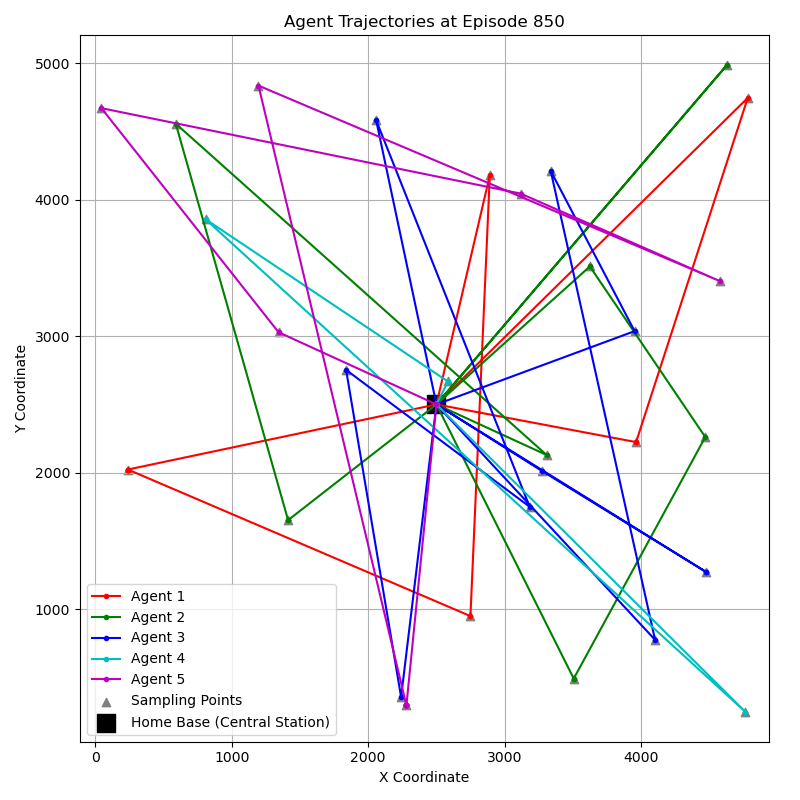 Agent Trajectories at Episode 850
Y Coordinate
5000
4000
3000
2000
1000
Agent 1
Agent 2
Agent 3
Agent 4
Agent 5
Sampling Points
Home Base (Central Station)
0
1000
2000
3000
4000
X Coordinate